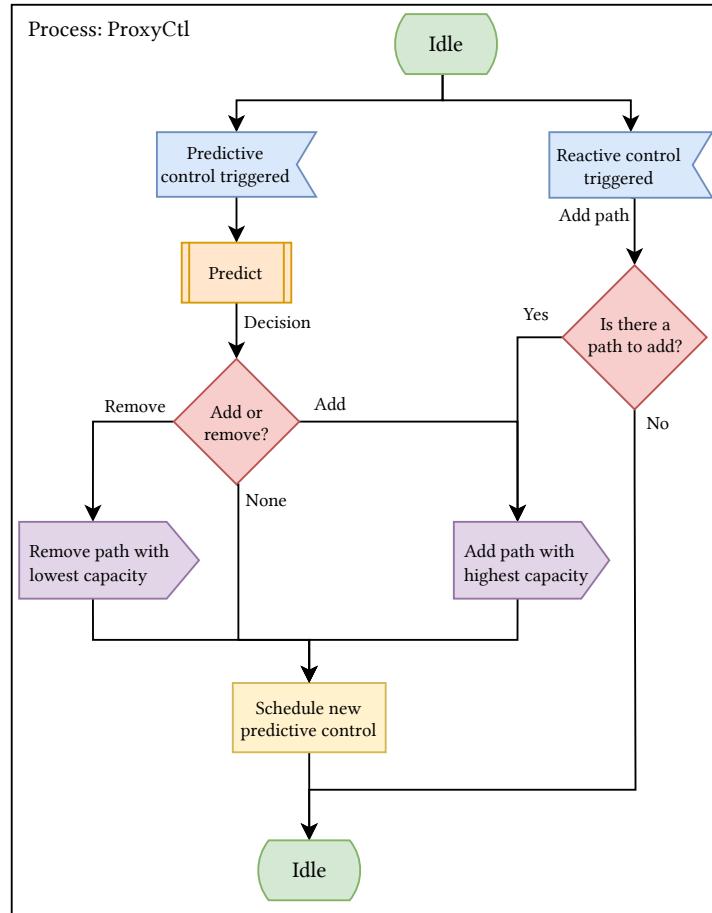 Process: ProxyCtl
Idle
Predictive
control triggered
Reactive control
triggered
Add path
Predict
Decision
Yes
Is there a
path to add?
No
Remove
Add or
remove?
Add
None
Remove path with
lowest capacity
Add path with
highest capacity
Schedule new
predictive control
Idle